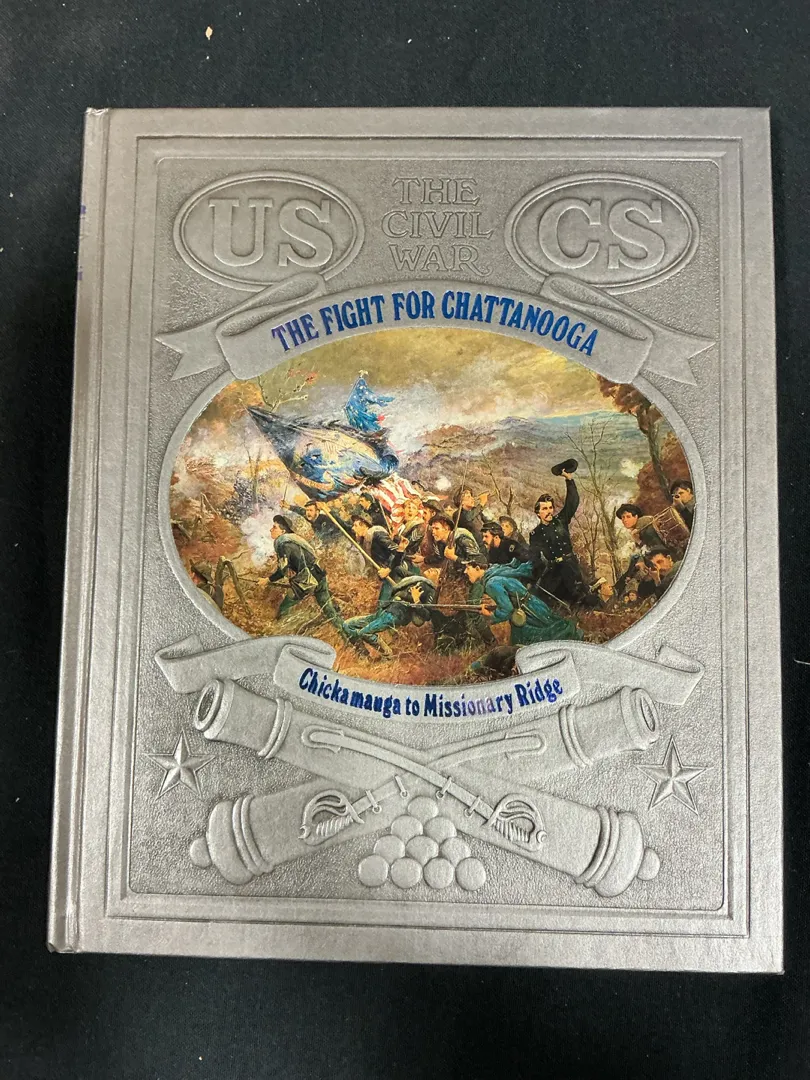 US
THE
CIVIL
WAR
CS
THE FIGHT FOR CHATTANOOGA
Chickamauga to Missionary Ridge